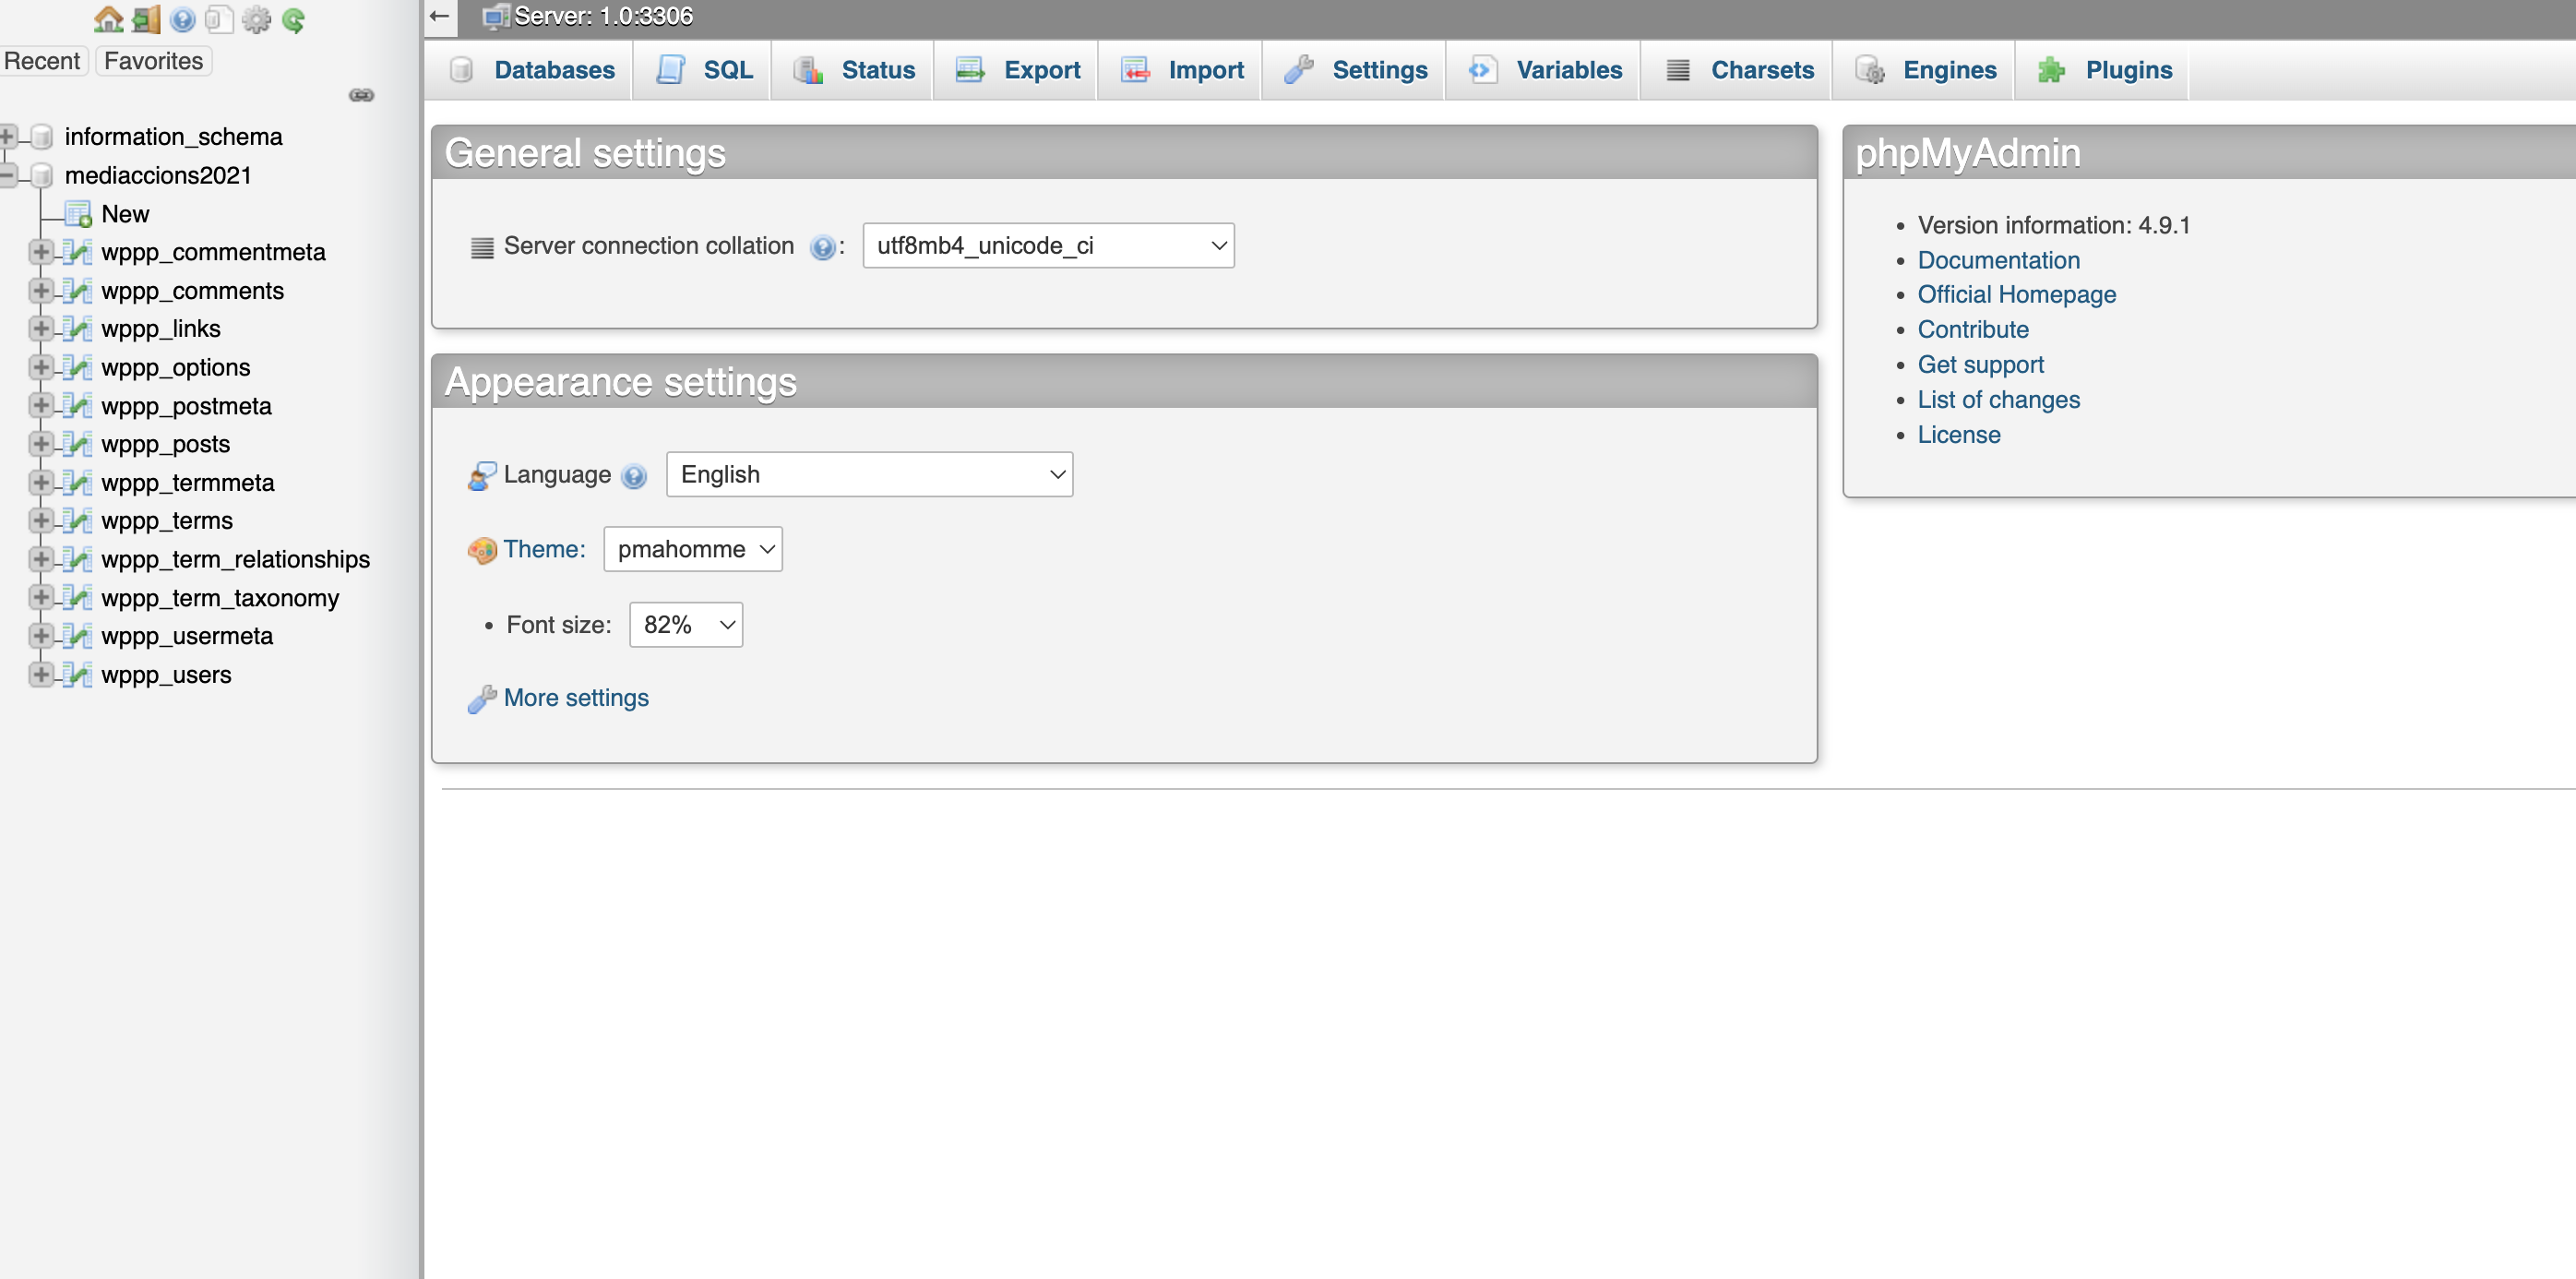 Recent Favorites
information_schema
mediaccions2021
New
wppp_commentmeta
wppp_comments
wppp_links
wppp_options
wppp_postmeta
wppp_posts
wppp_termmeta
wppp_terms
wppp_term_relationships
wppp_term_taxonomy
wppp_usermeta
wppp_users
Server: 1.0:3306
Databases SQL Status Export Import Settings Variables Charsets Engines Plugins
General settings
Server connection collation : utf8mb4_unicode_ci
Appearance settings
Language English
Theme: pmahomme
• Font size: 82%
More settings
phpMyAdmin
• Version information: 4.9.1
• Documentation
• Official Homepage
• Contribute
• Get support
• List of changes
• License